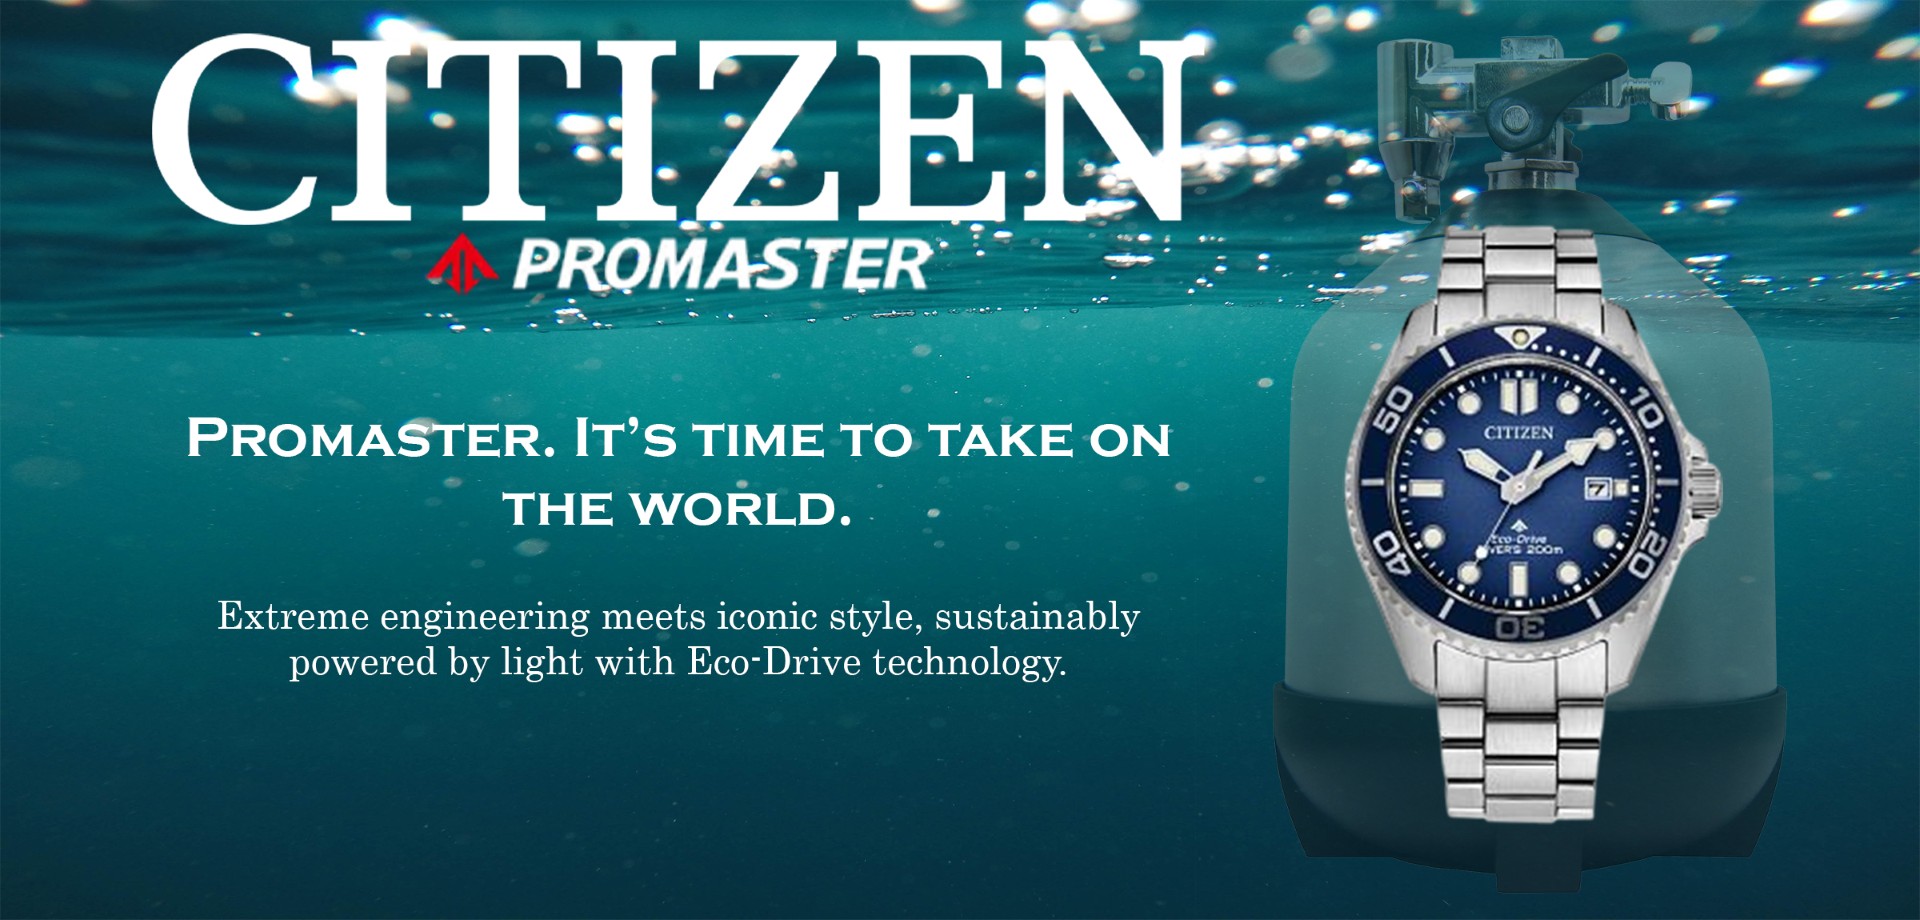 CITIZEN
PROMASTER
PROMASTER. IT’S TIME TO TAKE ON
THE WORLD.
Extreme engineering meets iconic style, sustainably
powered by light with Eco-Drive technology.
50
10
CITIZEN
7
Eco-Drive
200m
40
20
30